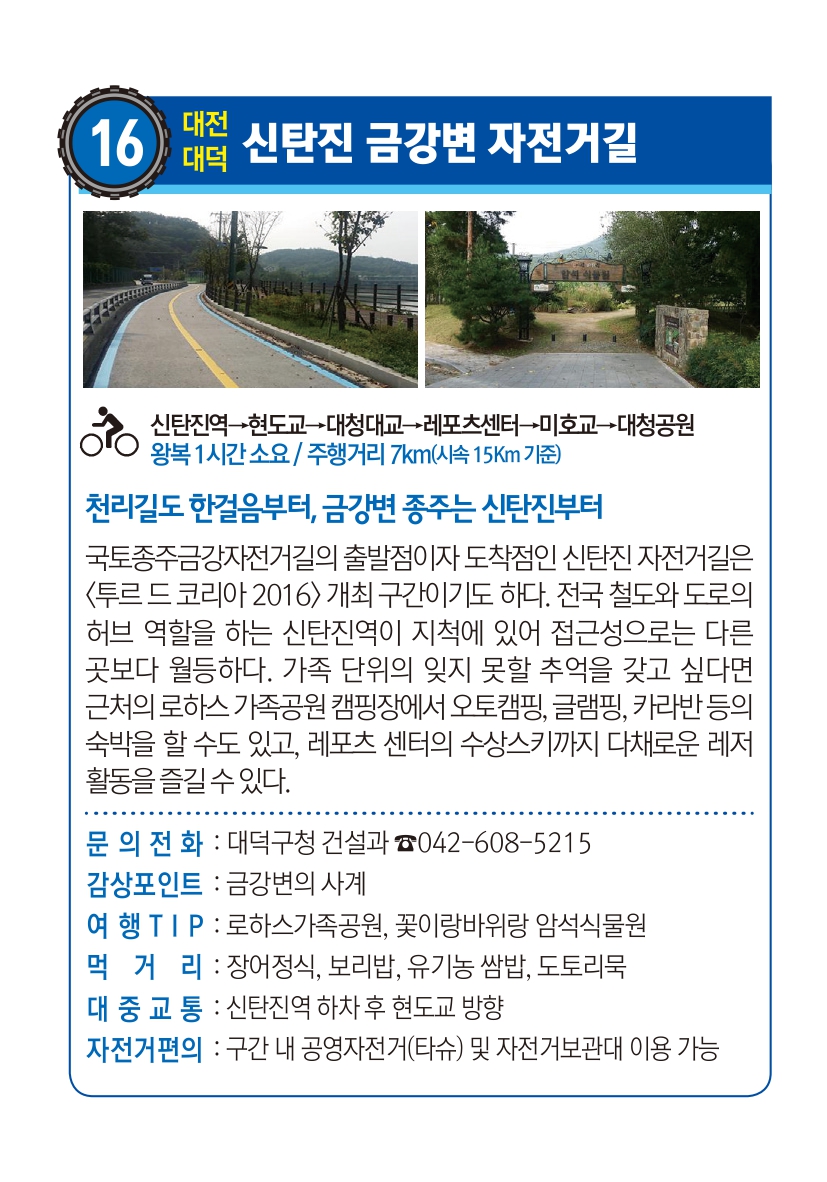 16
대전
대덕
신탄진 금강변 자전거길
암석 식물원
신탄진역→현도교→대청대교→레포츠센터→미호교→대청공원
왕복 1시간 소요 / 주행거리 7km(시속 15Km 기준)
천리길도 한걸음부터, 금강변 종주는 신탄진부터
국토종주금강자전거길의 출발점이자 도착점인 신탄진 자전거길은
〈투르 드 코리아 2016〉 개최 구간이기도 하다. 전국 철도와 도로의
허브 역할을 하는 신탄진역이 지척에 있어 접근성으로는 다른
곳보다 월등하다. 가족 단위의 잊지 못할 추억을 갖고 싶다면
근처의 로하스 가족공원 캠핑장에서 오토캠핑, 글램핑, 카라반 등의
숙박을 할 수도 있고, 레포츠 센터의 수상스키까지 다채로운 레저
활동을 즐길 수 있다.
문 의 전 화 : 대덕구청 건설과 ☎042-608-5215
감상포인트 : 금강변의 사계
여 행 T I P : 로하스가족공원, 꽃이랑바위랑 암석식물원
먹 거 리 : 장어정식, 보리밥, 유기농 쌈밥, 도토리묵
대 중 교 통 : 신탄진역 하차 후 현도교 방향
자전거편의 : 구간 내 공영자전거(타슈) 및 자전거보관대 이용 가능